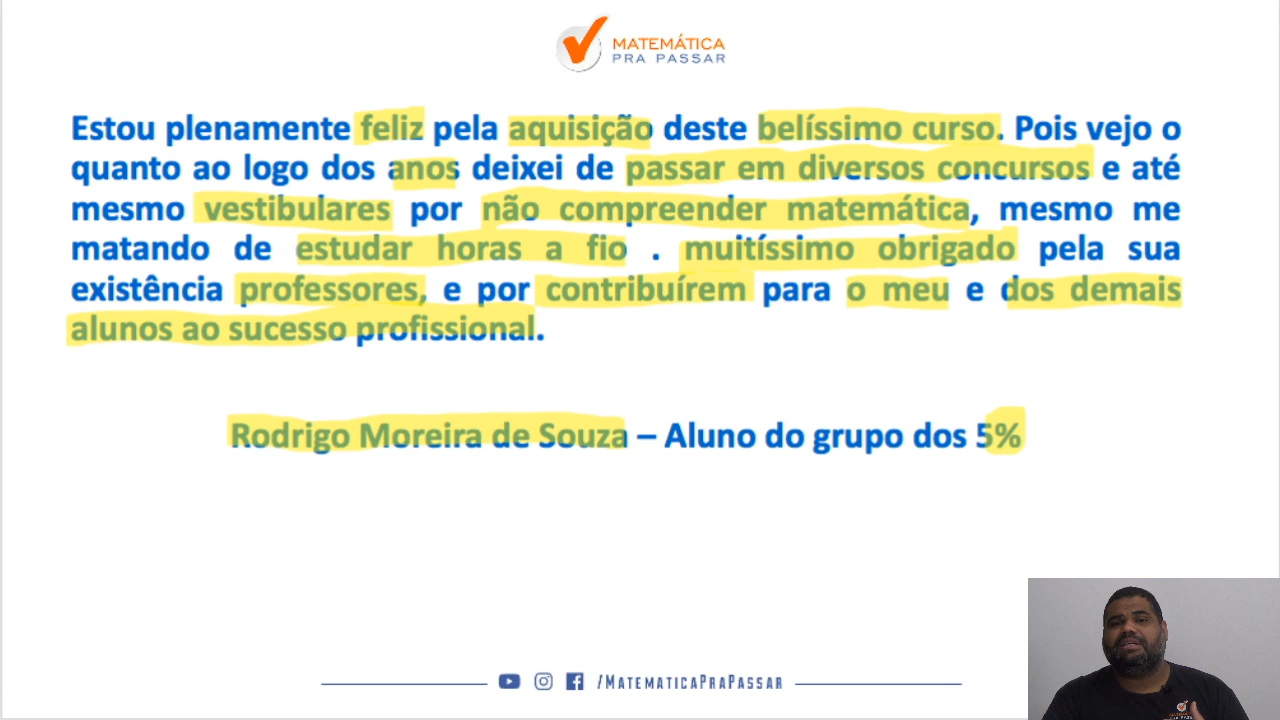 MATEMÁTICA
PRA PASSAR
Estou plenamente feliz pela aquisição deste belíssimo curso. Pois vejo o
quanto ao logo dos anos deixei de passar em diversos concursos e até
mesmo vestibulares por não compreender matemática, mesmo me
matando de estudar horas a fio . muitíssimo obrigado pela sua
existência professores, e por contribuírem para o meu e dos demais
alunos ao sucesso profissional.
Rodrigo Moreira de Souza – Aluno do grupo dos 5%
/MATEMATICAPRAPASSAR